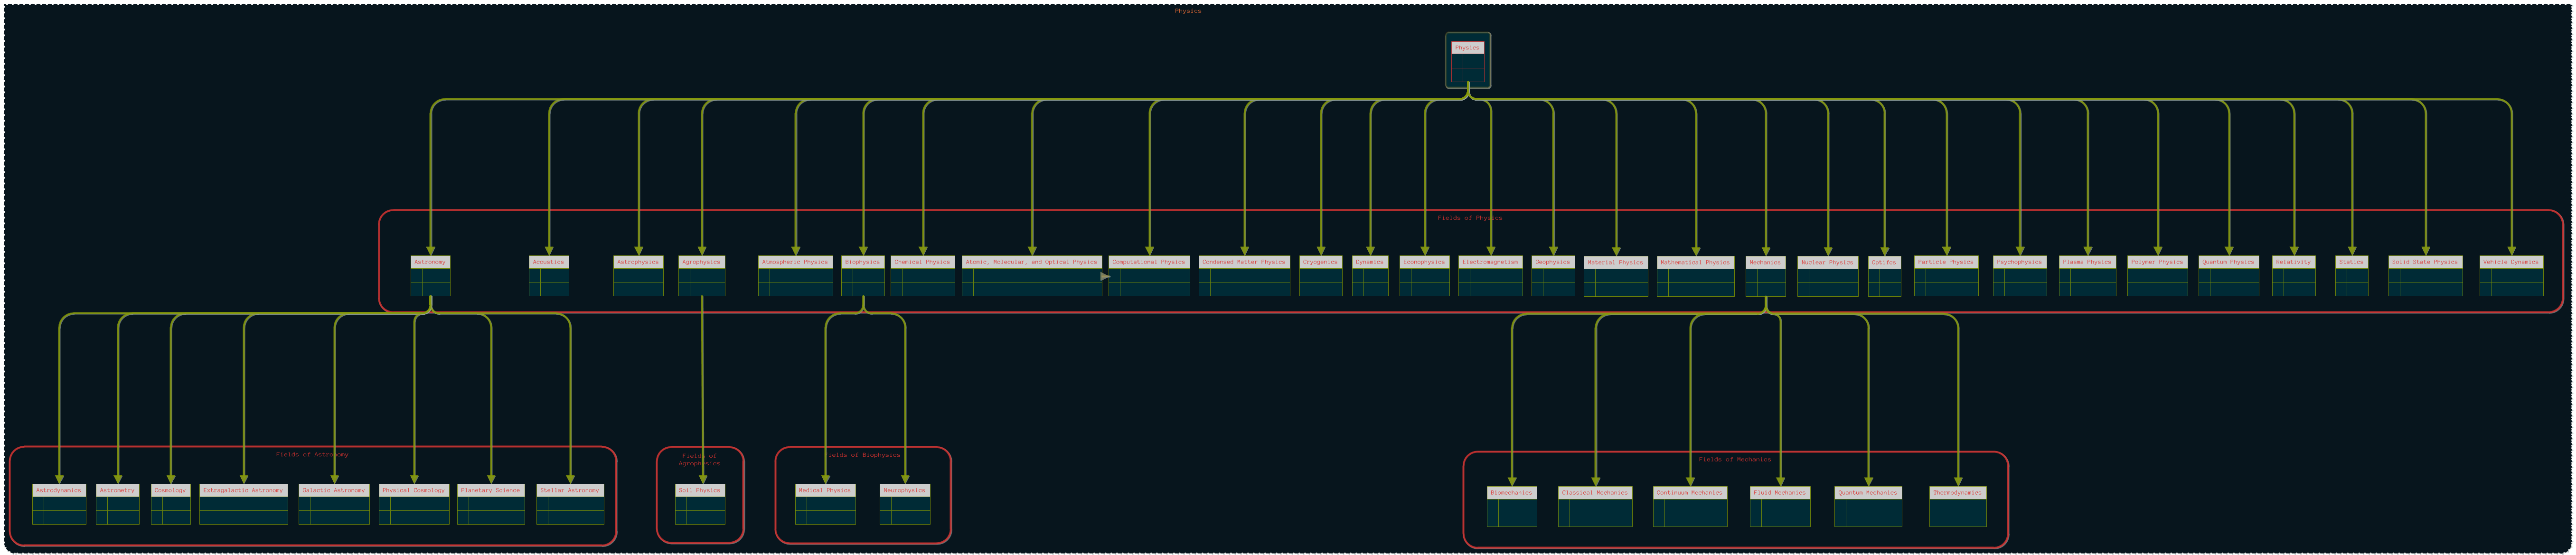 Physics
Physics
Fields of Physics
Astronomy
Acoustics
Astrophysics
Agrophysics
Atmospheric Physics
Biophysics
Chemical Physics
Atomic, Molecular, and Optical Physics
Computational Physics
Condensed Matter Physics
Cryogenics
Dynamics
Econophysics
Electromagnetism
Geophysics
Material Physics
Mathematical Physics
Mechanics
Nuclear Physics
Optics
Particle Physics
Psychophysics
Plasma Physics
Polymer Physics
Quantum Physics
Relativity
Statics
Solid State Physics
Vehicle Dynamics
Fields of Astronomy
Astrodynamics
Astrometry
Cosmology
Extragalactic Astronomy
Galactic Astronomy
Physical Cosmology
Planetary Science
Stellar Astronomy
Fields of
Agrophysics
Soil Physics
Fields of Biophysics
Medical Physics
Neurophysics
Fields of Mechanics
Biomechanics
Classical Mechanics
Continuum Mechanics
Fluid Mechanics
Quantum Mechanics
Thermodynamics